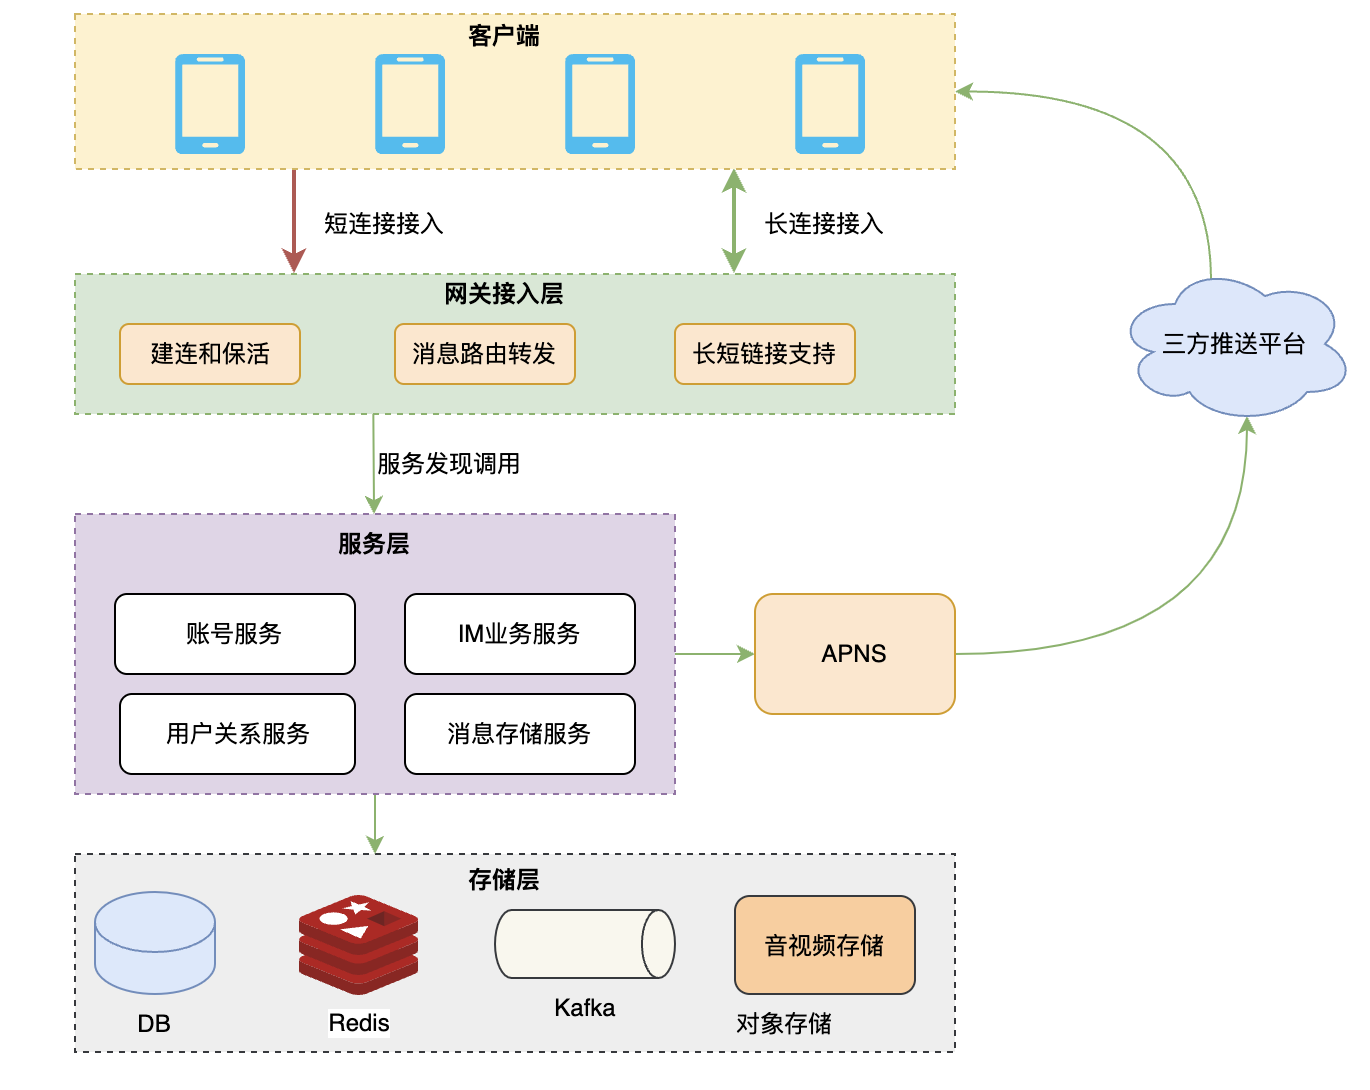 客户端
短连接接入
长连接接入
网关接入层
建连和保活
消息路由转发
长短链接支持
三方推送平台
服务发现调用
服务层
账号服务
IM业务服务
APNS
用户关系服务
消息存储服务
存储层
音视频存储
DB
Redis
Kafka
对象存储